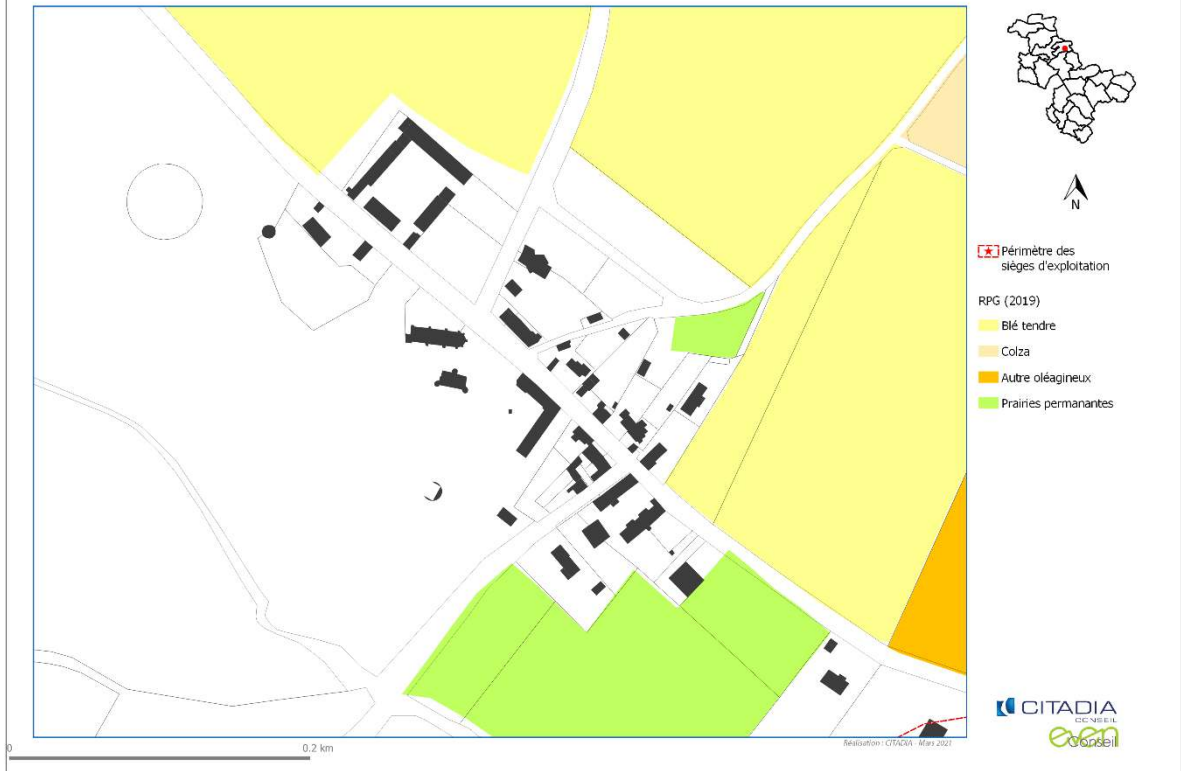 N
Périmètre des
sièges d'exploitation
RPG (2019)
Blé tendre
Colza
Autre oléagineux
Prairies permanantes
CITADIA
CONSEIL
even
Conseil
Réalisation : CITADIA - Mars 2021
0
0.2 km